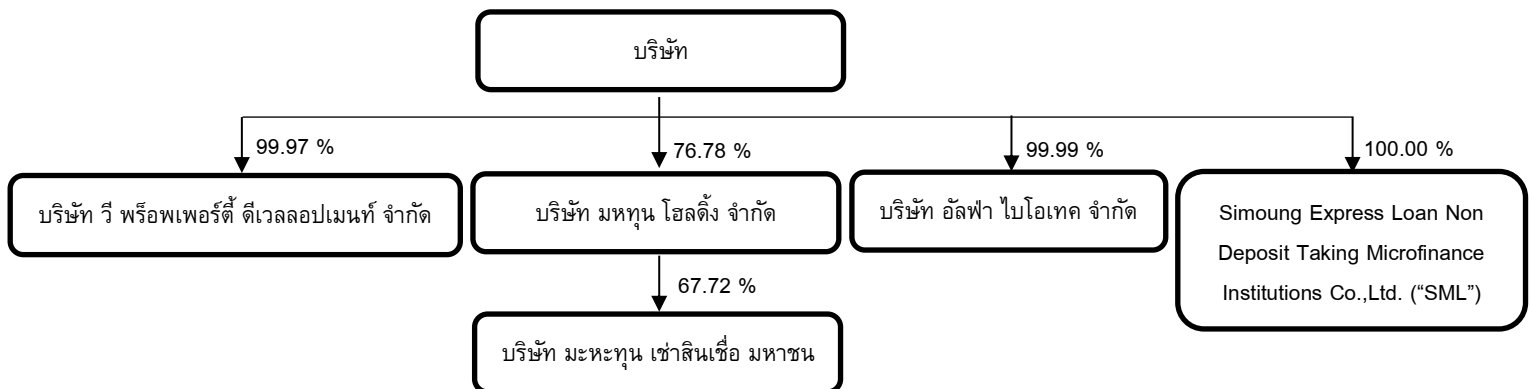 บริษัท
99.97 %
76.78 %
99.99 %
100.00 %
บริษัท วี พร็อพเพอร์ตี้ ดีเวลลอปเมนท์ จำกัด
บริษัท มหทุน โฮลดิ้ง จำกัด
บริษัท อัลฟ่า ไบโอเทค จำกัด
Simoung Express Loan Non
Deposit Taking Microfinance
Institutions Co.,Ltd. (“SML”)
67.72 %
บริษัท มะหะทุน เช่าสินเชื่อ มหาชน